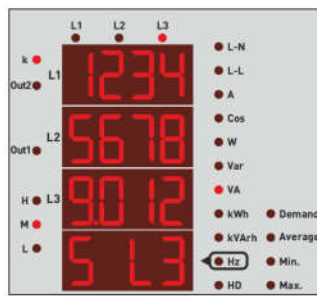 L1 L2 L3
k L1 1234 L-N
Out2 L-L
A
Out1 L2 5678 Cos
W
Var
H L3 9.012 VA
M kWh Demand
L S L3 kVArh Average
Hz Min.
HD Max.